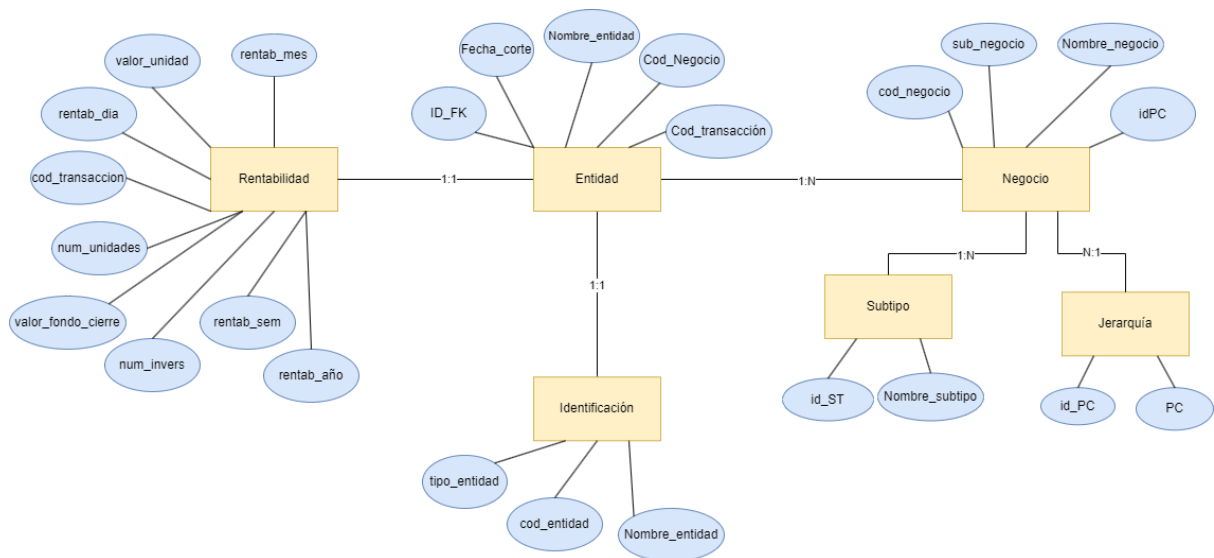 rentab_mes
valor_unidad
rentab_dia
cod_transaccion
num_unidades
valor_fondo_cierre
num_invers
rentab_sem
rentab_año
Rentabilidad
1:1
Fecha_corte
Nombre_entidad
Cod_Negocio
ID_FK
Cod_transacción
Entidad
1:N
sub_negocio
Nombre_negocio
cod_negocio
idPC
Negocio
1:N
N:1
Subtipo
Jerarquía
id_ST
Nombre_subtipo
id_PC
PC
1:1
Identificación
tipo_entidad
cod_entidad
Nombre_entidad